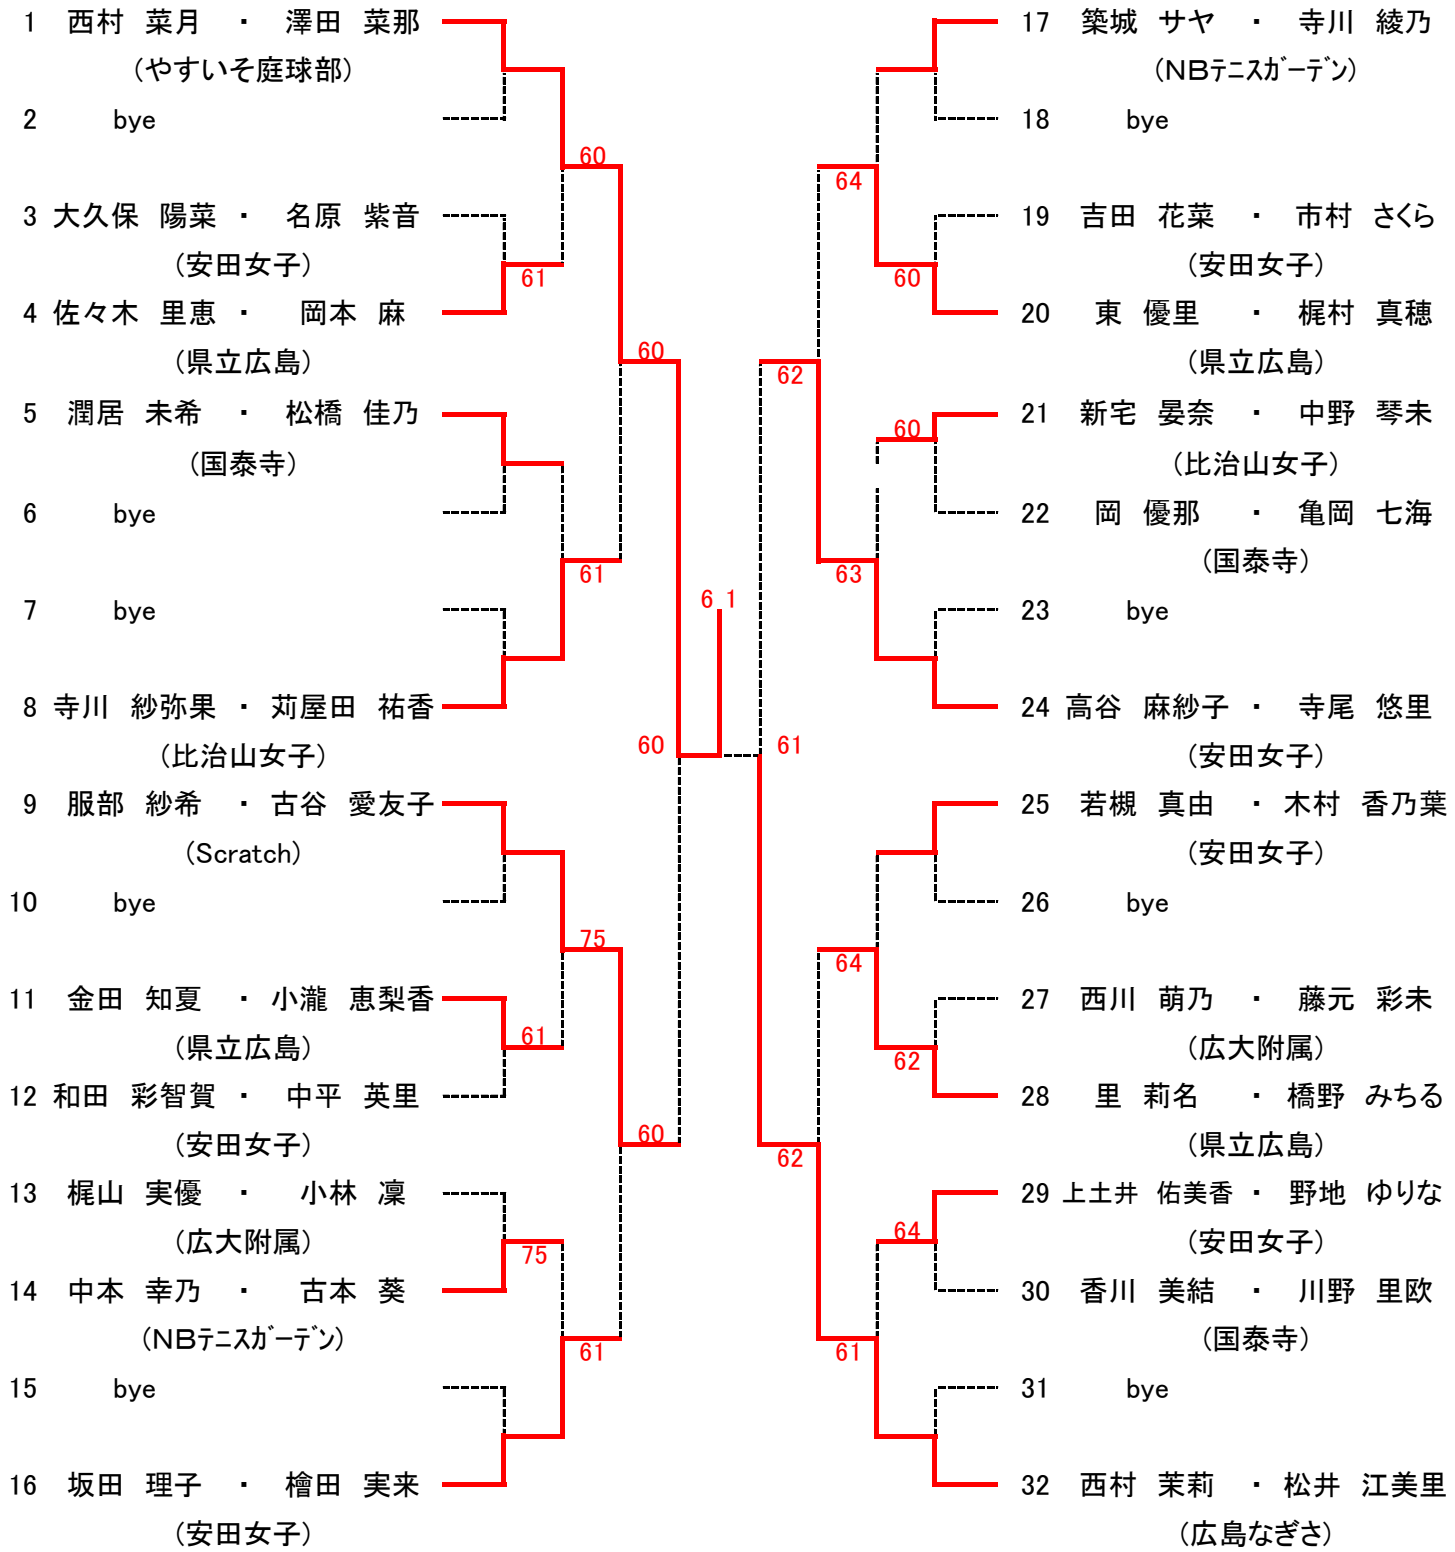 1 西村 菜月 ・ 澤田 菜那
(やすいそ庭球部)
2 bye
60
3 大久保 陽菜 ・ 名原 紫音
(安田女子)
61
4 佐々木 里恵 ・ 岡本 麻
(県立広島)
60
5 潤居 未希 ・ 松橋 佳乃
(国泰寺)
6 bye
61
7 bye
8 寺川 紗弥果 ・ 苅屋田 祐香
(比治山女子)
60
9 服部 紗希 ・ 古谷 愛友子
(Scratch)
10 bye
75
11 金田 知夏 ・ 小瀧 恵梨香
61
(県立広島)
12 和田 彩智賀 ・ 中平 英里
(安田女子)
60
13 梶山 実優 ・ 小林 凜
(広大附属)
75
14 中本 幸乃 ・ 古本 葵
(NBテニスガーデン)
61
15 bye
16 坂田 理子 ・ 檜田 実来
(安田女子)
6 1
17 築城 サヤ ・ 寺川 綾乃
(NBテニスガーデン)
18 bye
64
19 吉田 花菜 ・ 市村 さくら
(安田女子)
60
20 東 優里 ・ 梶村 真穂
(県立広島)
62
21 新宅 晏奈 ・ 中野 琴未
60
(比治山女子)
22 岡 優那 ・ 亀岡 七海
(国泰寺)
63
23 bye
24 高谷 麻紗子 ・ 寺尾 悠里
(安田女子)
61
25 若槻 真由 ・ 木村 香乃葉
(安田女子)
26 bye
64
27 西川 萌乃 ・ 藤元 彩未
(広大附属)
62
28 里 莉名 ・ 橋野 みちる
(県立広島)
62
29 上土井 佑美香 ・ 野地 ゆりな
64
(安田女子)
30 香川 美結 ・ 川野 里欧
(国泰寺)
61
31 bye
32 西村 茉莉 ・ 松井 江美里
(広島なぎさ)